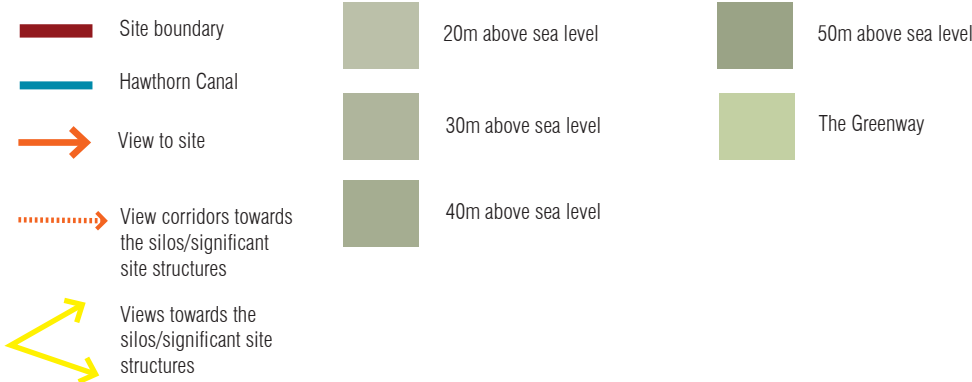 Site boundary
Hawthorn Canal
View to site
View corridors towards
the silos/significant
site structures
Views towards the
silos/significant site
structures
20m above sea level
30m above sea level
40m above sea level
50m above sea level
The Greenway